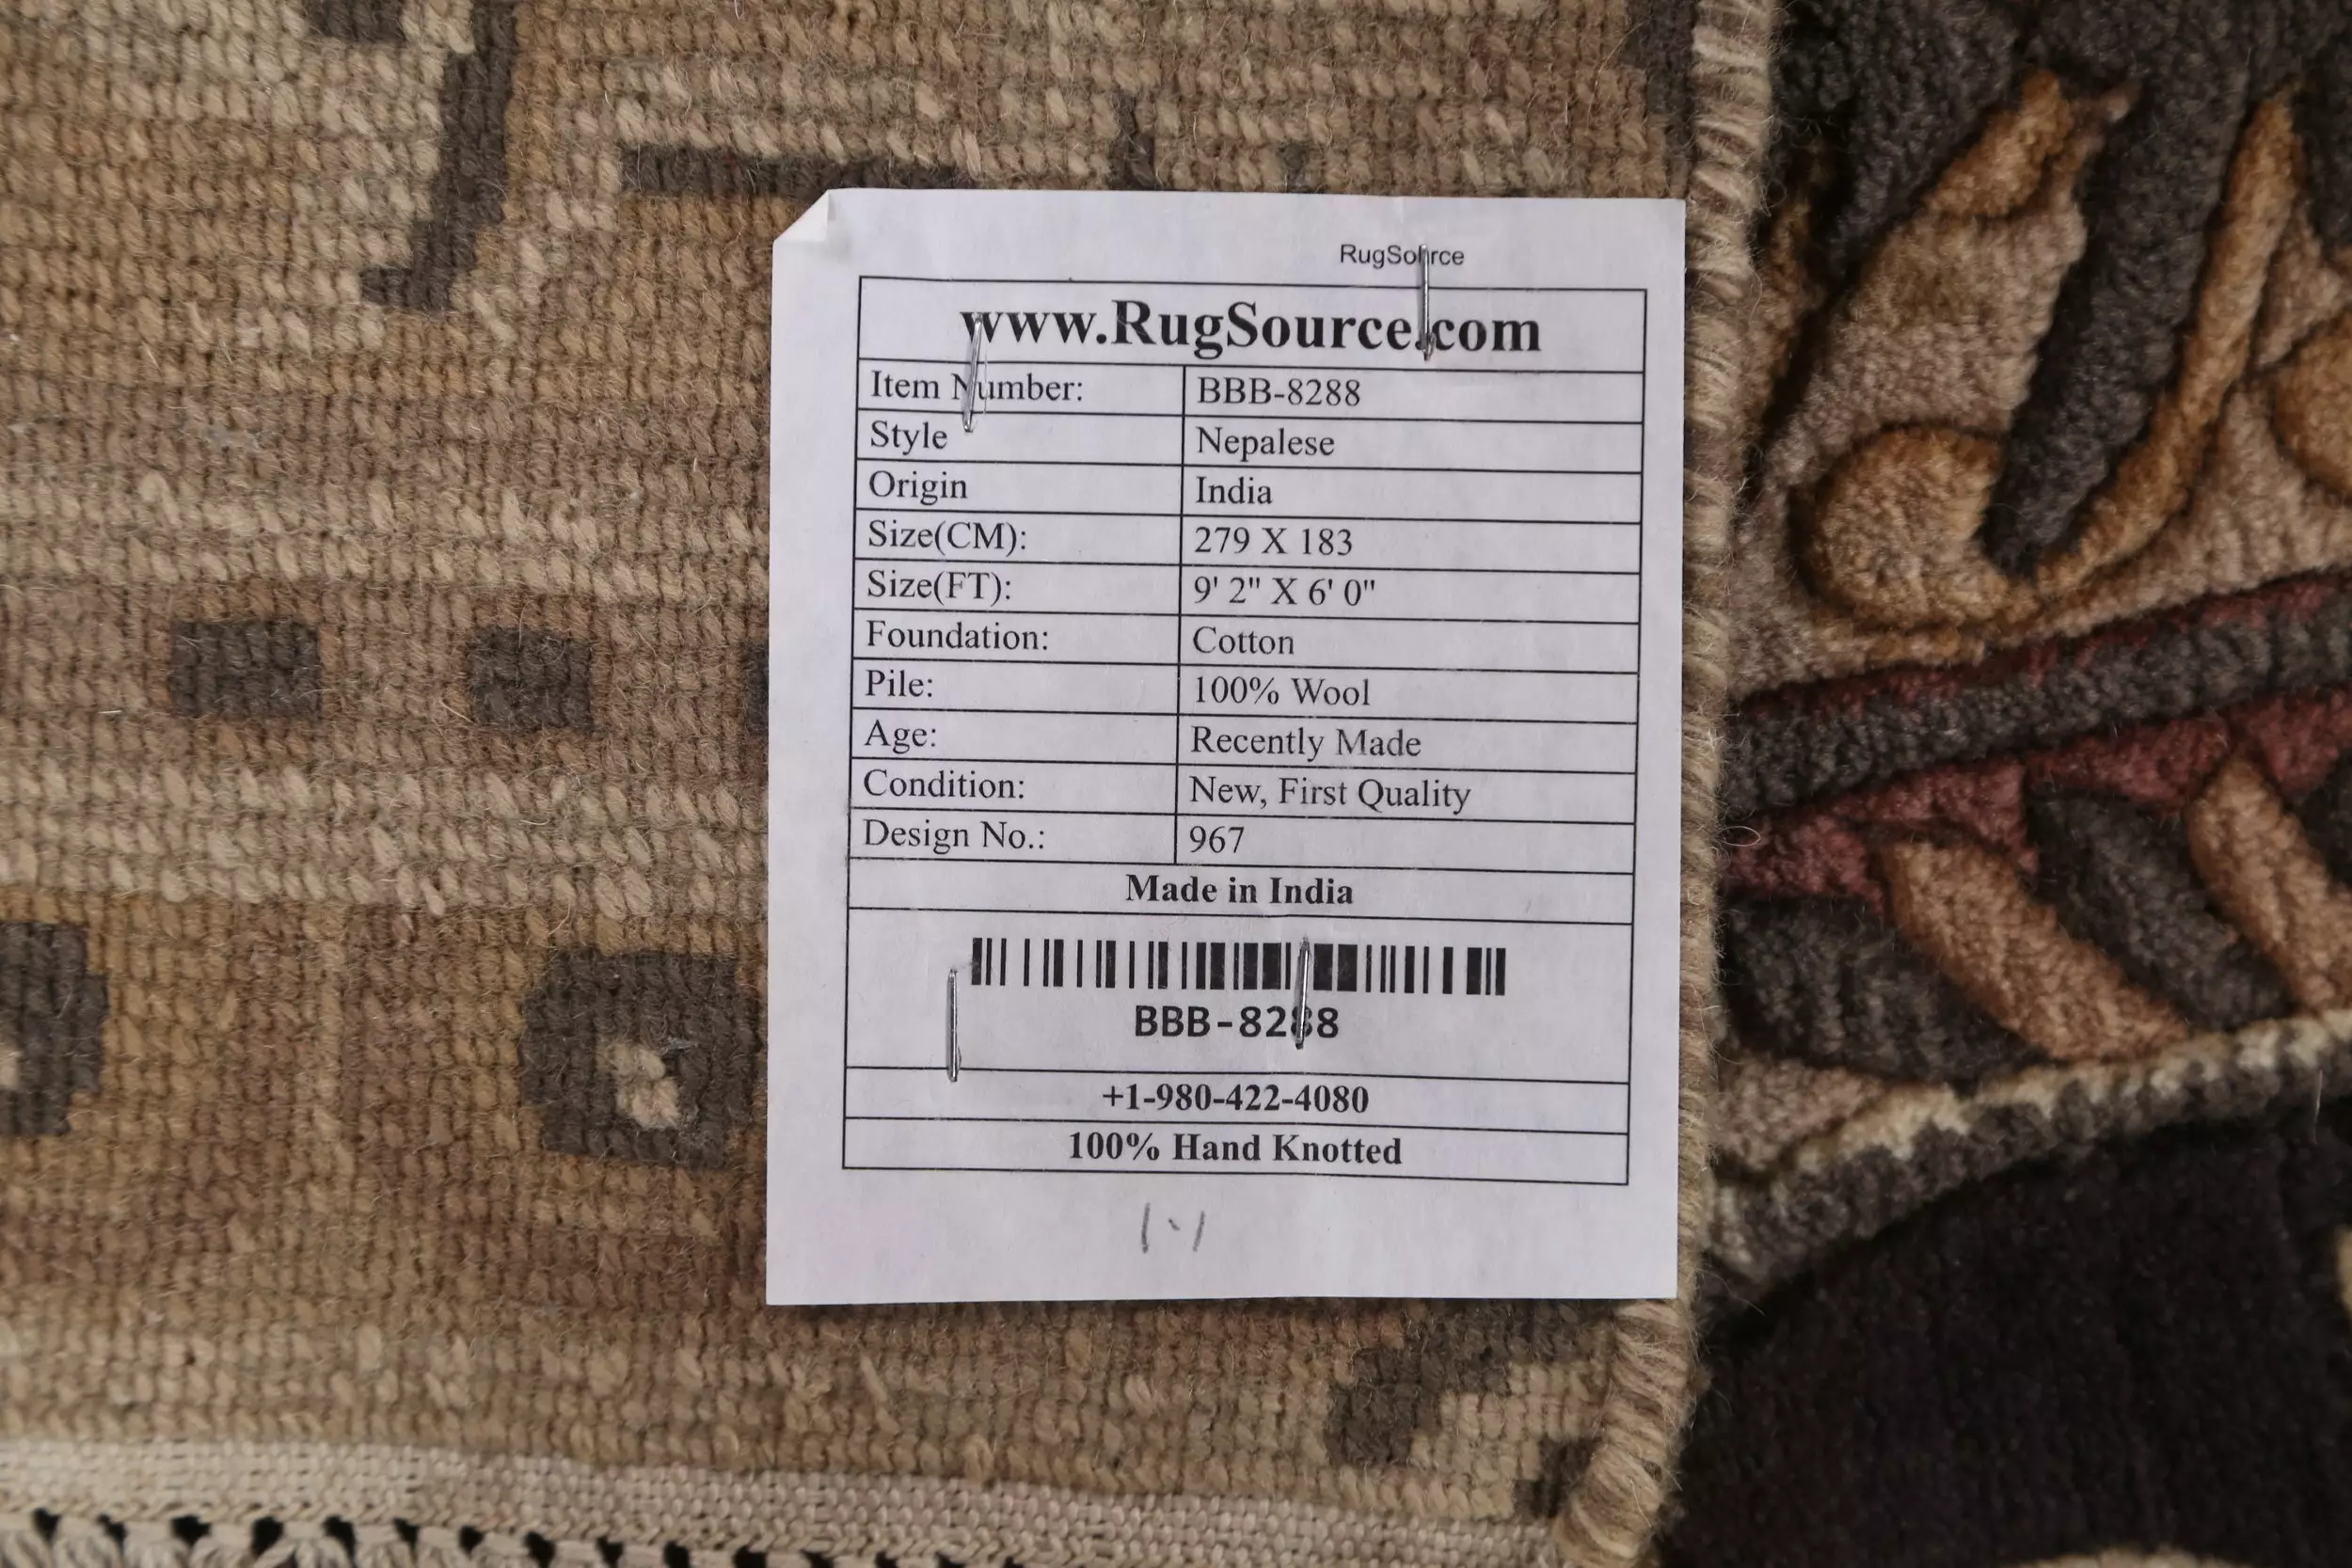 RugSource
www.RugSource.com
Item Number: BBB-8288
Style Nepalese
Origin India
Size(CM): 279 X 183
Size(FT): 9' 2" X 6' 0"
Foundation: Cotton
Pile: 100% Wool
Age: Recently Made
Condition: New, First Quality
Design No.: 967
Made in India
BBB-8288
+1-980-422-4080
100% Hand Knotted